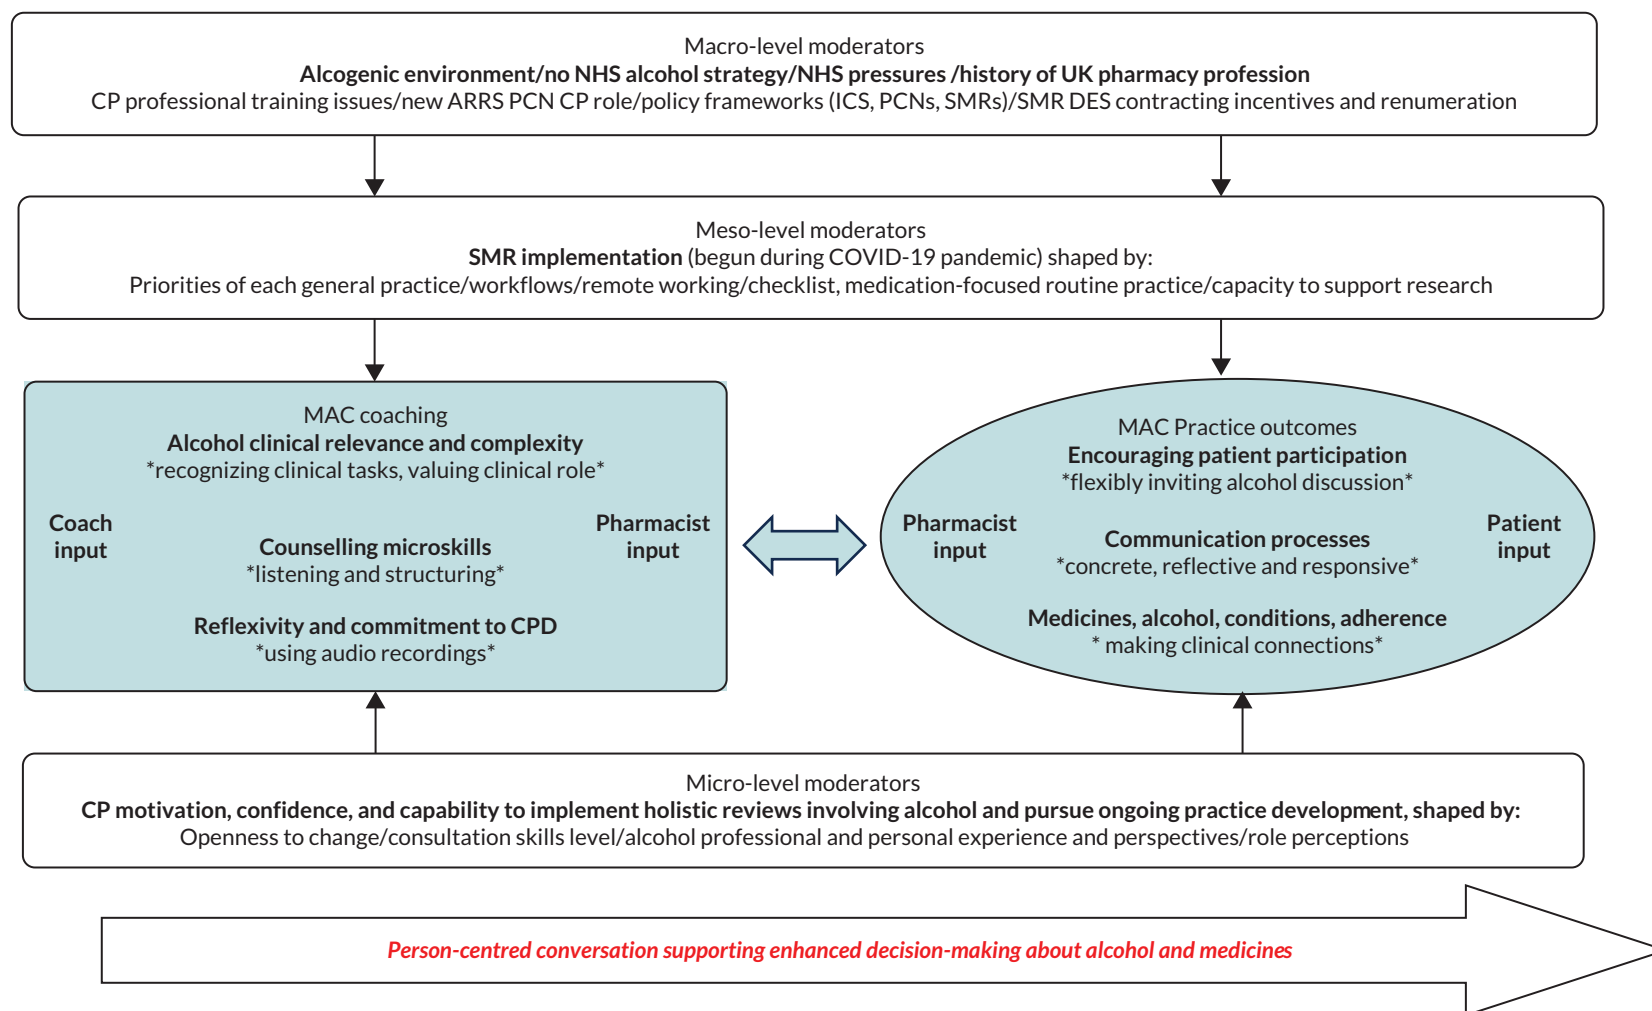 Macro-level moderators
Alcogenic environment/no NHS alcohol strategy/NHS pressures /history of UK pharmacy profession
CP professional training issues/new ARRS PCN CP role/policy frameworks (ICS, PCNs, SMRs)/SMR DES contracting incentives and renumeration
Meso-level moderators
SMR implementation (begun during COVID-19 pandemic) shaped by:
Priorities of each general practice/workflows/remote working/checklist, medication-focused routine practice/capacity to support research
MAC coaching
Alcohol clinical relevance and complexity
*recognizing clinical tasks, valuing clinical role*
Coach
input
Counselling microskills
*listening and structuring*
Pharmacist
input
Reflexivity and commitment to CPD
*using audio recordings*
MAC Practice outcomes
Encouraging patient participation
*flexibly inviting alcohol discussion*
Pharmacist
input
Communication processes
*concrete, reflective and responsive*
Patient
input
Medicines, alcohol, conditions, adherence
* making clinical connections*
Micro-level moderators
CP motivation, confidence, and capability to implement holistic reviews involving alcohol and pursue ongoing practice development, shaped by:
Openness to change/consultation skills level/alcohol professional and personal experience and perspectives/role perceptions
Person-centred conversation supporting enhanced decision-making about alcohol and medicines